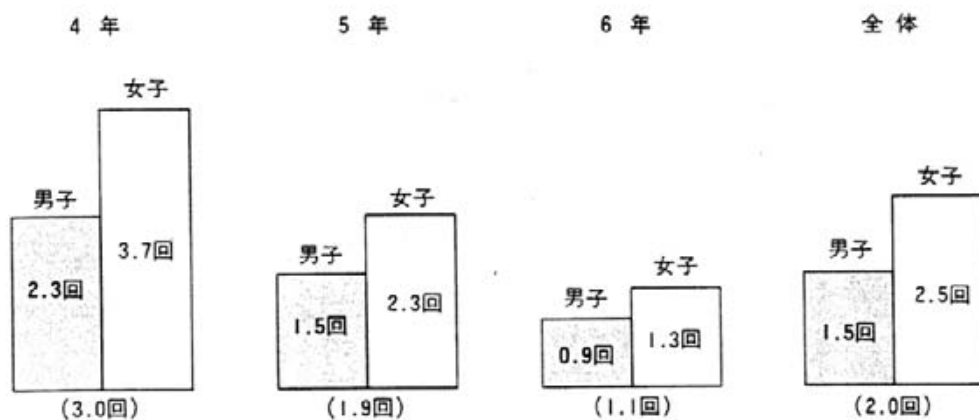 4年 5年 6年 全体
女子
男子
3.7回
2.3回
(3.0回)
女子
男子
2.3回
1.5回
(1.9回)
女子
男子
1.3回
0.9回
(1.1回)
女子
男子
2.5回
1.5回
(2.0回)